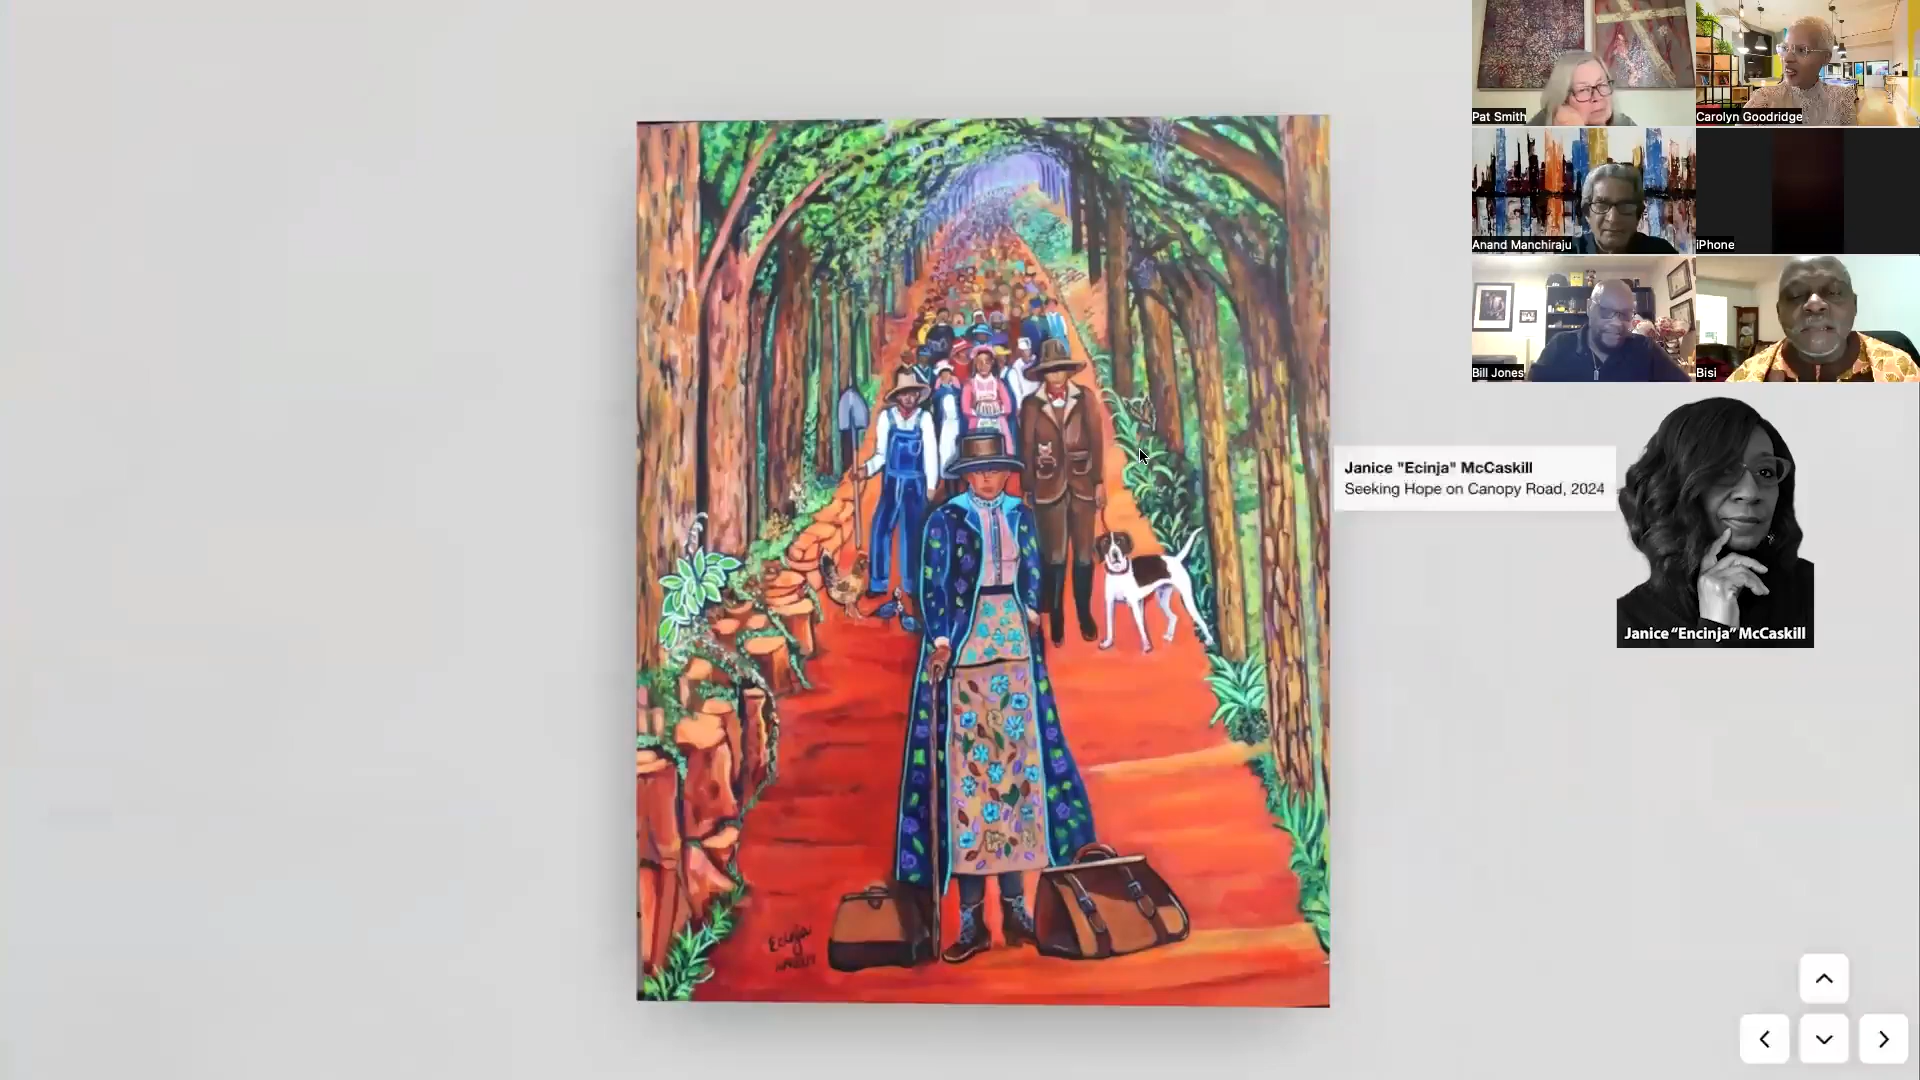 Pat Smith
Carolyn Goodridge
Anand Manchiraju
iPhone
Bill Jones
Bisi
Janice "Ecinja" McCaskill
Seeking Hope on Canopy Road, 2024
Janice “Encinja” McCaskill
Ecinja